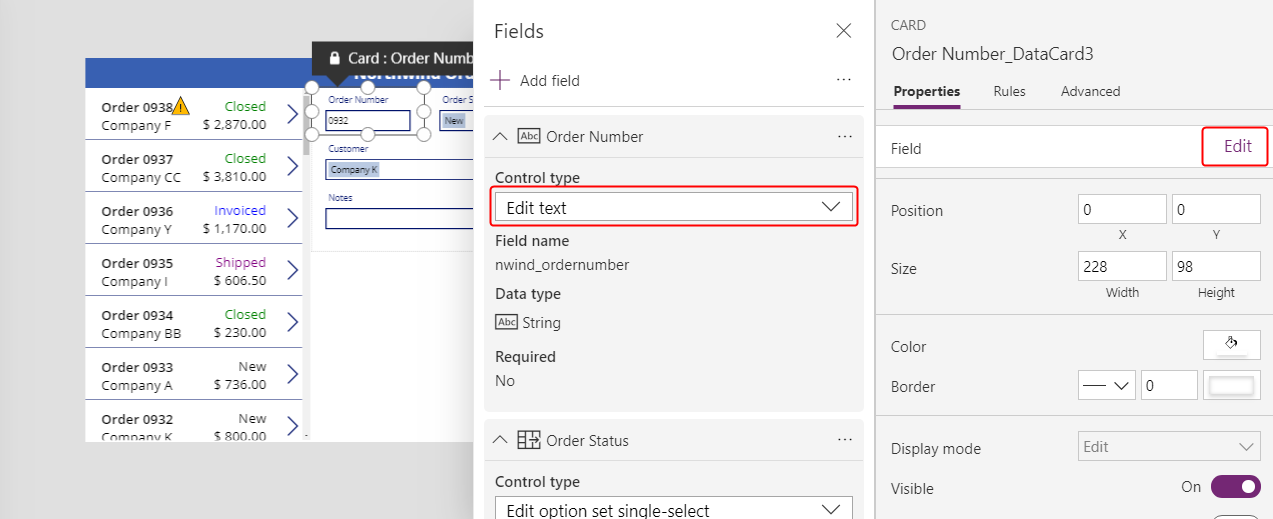 Card : Order Numb
Northwind Ord
Order 0938
Closed
Company F
$ 2,870.00
Order 0937
Closed
Company CC
$ 3,810.00
Order 0936
Invoiced
Company Y
$ 1,170.00
Order 0935
Shipped
Company I
$ 606.50
Order 0934
Closed
Company BB
$ 230.00
Order 0933
New
Company A
$ 736.00
Order 0932
New
Company K
$ 800.00
Order Number
Order S
0932
New
Customer
Company K
Notes
Fields
Add field
...
Abc Order Number
...
Control type
Edit text
Field name
nwind_ordernumber
Data type
Abc String
Required
No
Order Status
...
Control type
Edit option set single-select
CARD
Order Number_DataCard3
Properties
Rules
Advanced
Field
Edit
Position
0
0
X
Y
Size
228
98
Width
Height
Color
Border
0
Display mode
Edit
Visible
On